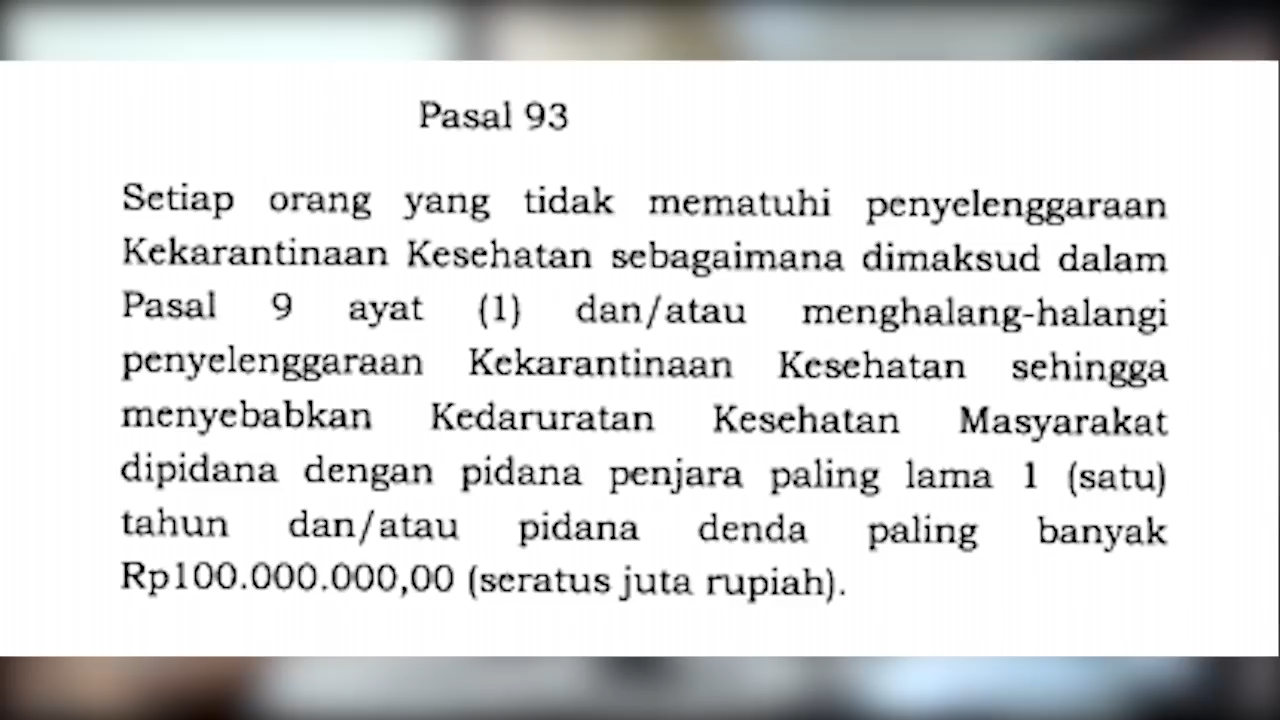 Pasal 93
Setiap orang yang tidak mematuhi penyelenggaraan
Kekarantinaan Kesehatan sebagaimana dimaksud dalam
Pasal 9 ayat (1) dan/atau menghalang-halangi
penyelenggaraan Kekarantinaan Kesehatan sehingga
menyebabkan Kedaruratan Kesehatan Masyarakat
dipidana dengan pidana penjara paling lama 1 (satu)
tahun dan/atau pidana denda paling banyak
Rp100.000.000,00 (seratus juta rupiah).